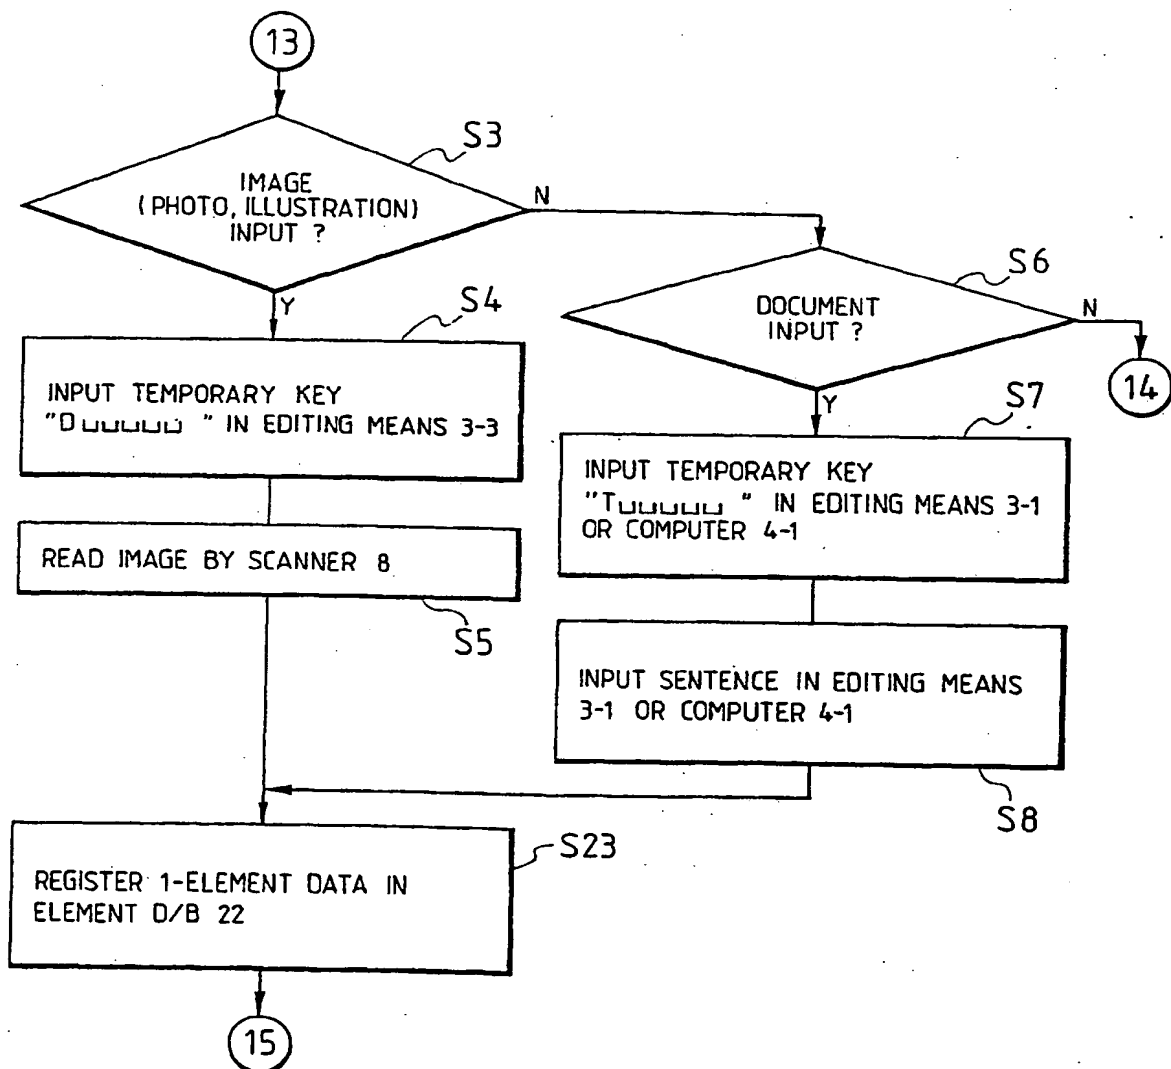 13
S3
IMAGE
(PHOTO, ILLUSTRATION)
INPUT ?
N
Y
S6
DOCUMENT
INPUT ?
N
14
Y
S4
INPUT TEMPORARY KEY
"D␣␣␣␣␣ " IN EDITING MEANS 3-3
S7
INPUT TEMPORARY KEY
"T␣␣␣␣␣ " IN EDITING MEANS 3-1
OR COMPUTER 4-1
READ IMAGE BY SCANNER 8
S5
INPUT SENTENCE IN EDITING MEANS
3-1 OR COMPUTER 4-1
S8
S23
REGISTER 1-ELEMENT DATA IN
ELEMENT D/B 22
15